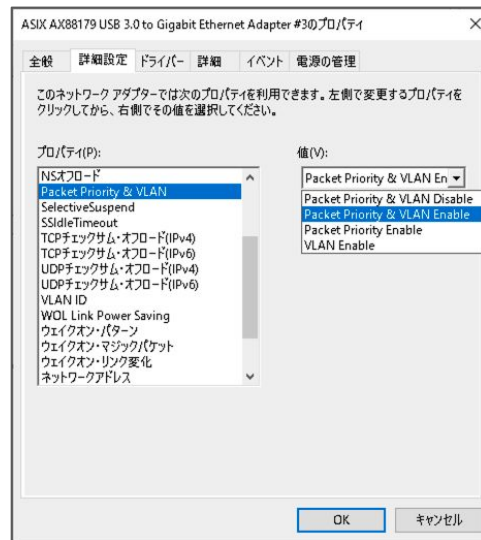 ASIX AX88179 USB 3.0 to Gigabit Ethernet Adapter #3のプロパティ
全般 詳細設定 ドライバー 詳細 イベント 電源の管理
このネットワーク アダプターでは次のプロパティを利用できます。左側で変更するプロパティを
クリックしてから、右側でその値を選択してください。
プロパティ(P):
NSオフロード
Packet Priority & VLAN
SelectiveSuspend
SSIdleTimeout
TCPチェックサム・オフロード(IPv4)
TCPチェックサム・オフロード(IPv6)
UDPチェックサム・オフロード(IPv4)
UDPチェックサム・オフロード(IPv6)
VLAN ID
WOL Link Power Saving
ウェイクオン・パターン
ウェイクオン・マジックパケット
ウェイクオン・リンク変化
ネットワークアドレス
値(V):
Packet Priority & VLAN En
Packet Priority & VLAN Disable
Packet Priority & VLAN Enable
Packet Priority Enable
VLAN Enable
OK
キャンセル